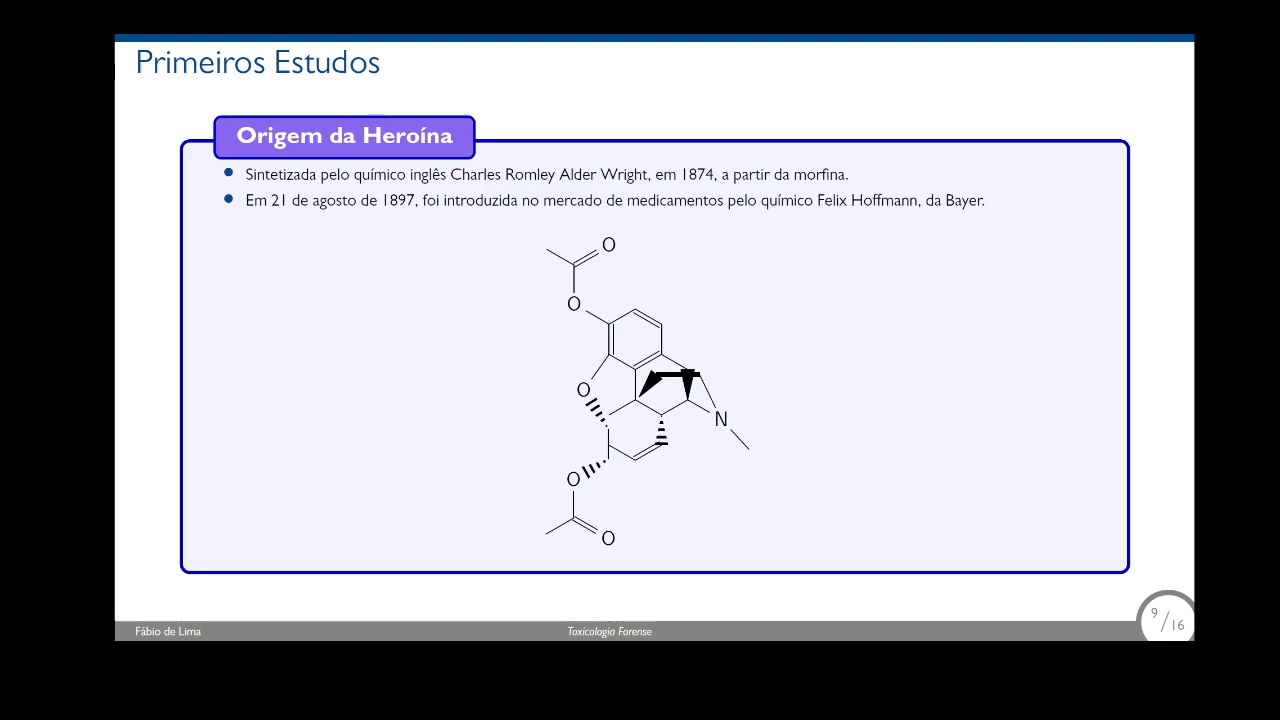 Primeiros Estudos
Origem da Heroína
Sintetizada pelo químico inglês Charles Romley Alder Wright, em 1874, a partir da morfina.
Em 21 de agosto de 1897, foi introduzida no mercado de medicamentos pelo químico Felix Hoffmann, da Bayer.
O
O
O
N
O
O
Fábio de Lima
Toxicologia Forense
9/16